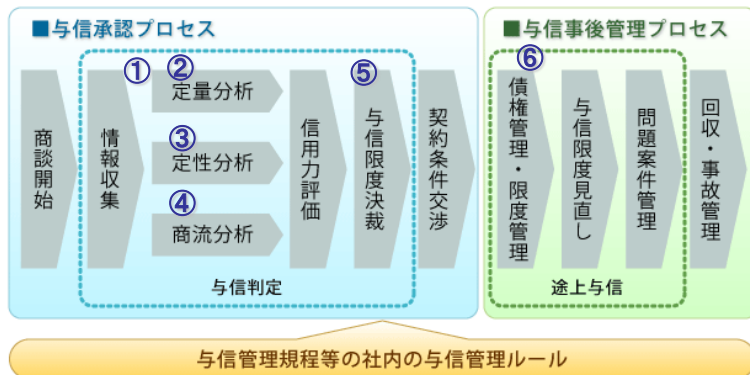 ■与信承認プロセス
■与信事後管理プロセス
商談開始
①
情報収集
②
定量分析
③
定性分析
④
商流分析
信用力評価
⑤
与信限度決裁
契約条件交渉
⑥
債権管理・限度管理
与信限度見直し
問題案件管理
回収・事故管理
与信判定
途上与信
与信管理規程等の社内の与信管理ルール